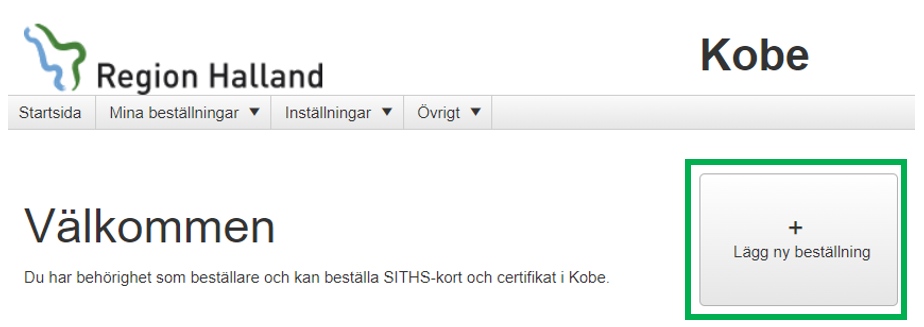 Region Halland
Kobe
Startsida Mina beställningar ▼ Inställningar ▼ Övrigt ▼
Välkommen
+
Lägg ny beställning
Du har behörighet som beställare och kan beställa SITHS-kort och certifikat i Kobe.